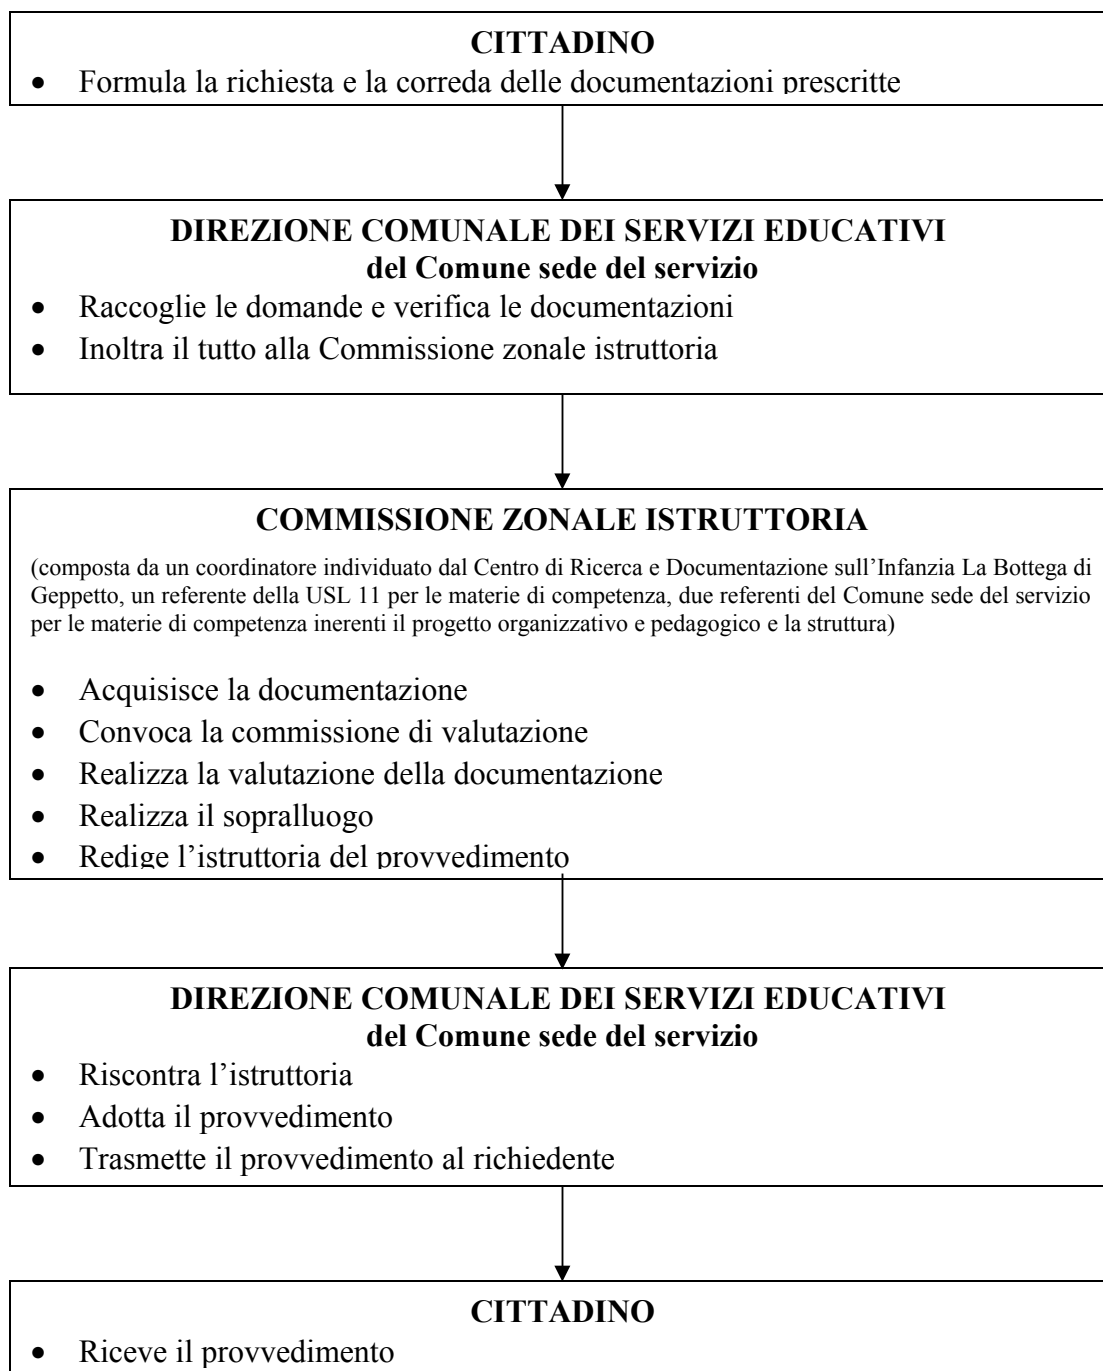 CITTADINO
• Formula la richiesta e la correda delle documentazioni prescritte
DIREZIONE COMUNALE DEI SERVIZI EDUCATIVI
del Comune sede del servizio
• Raccoglie le domande e verifica le documentazioni
• Inoltra il tutto alla Commissione zonale istruttoria
COMMISSIONE ZONALE ISTRUTTORIA
(composta da un coordinatore individuato dal Centro di Ricerca e Documentazione sull’Infanzia La Bottega di
Geppetto, un referente della USL 11 per le materie di competenza, due referenti del Comune sede del servizio
per le materie di competenza inerenti il progetto organizzativo e pedagogico e la struttura)
• Acquisisce la documentazione
• Convoca la commissione di valutazione
• Realizza la valutazione della documentazione
• Realizza il sopralluogo
• Redige l’istruttoria del provvedimento
DIREZIONE COMUNALE DEI SERVIZI EDUCATIVI
del Comune sede del servizio
• Riscontra l’istruttoria
• Adotta il provvedimento
• Trasmette il provvedimento al richiedente
CITTADINO
• Riceve il provvedimento